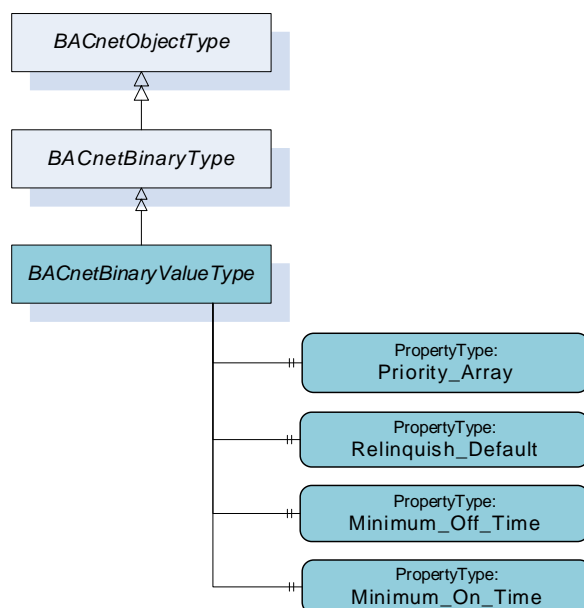 BACnetObjectType
BACnetBinaryType
BACnetBinaryValueType
PropertyType:
Priority_Array
PropertyType:
Relinquish_Default
PropertyType:
Minimum_Off_Time
PropertyType:
Minimum_On_Time